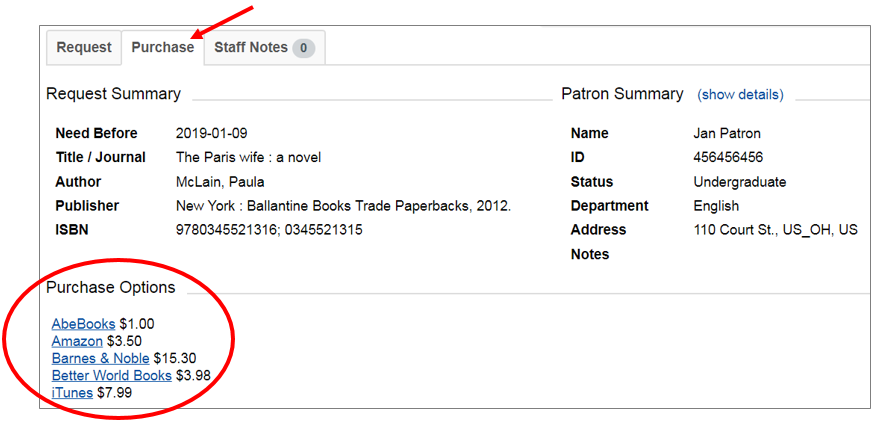 Request Purchase Staff Notes 0
Request Summary
Need Before 2019-01-09
Title / Journal The Paris wife : a novel
Author McLain, Paula
Publisher New York : Ballantine Books Trade Paperbacks, 2012.
ISBN 9780345521316; 0345521315
Patron Summary (show details)
Name Jan Patron
ID 456456456
Status Undergraduate
Department English
Address 110 Court St., US_OH, US
Notes
Purchase Options
AbeBooks $1.00
Amazon $3.50
Barnes & Noble $15.30
Better World Books $3.98
iTunes $7.99